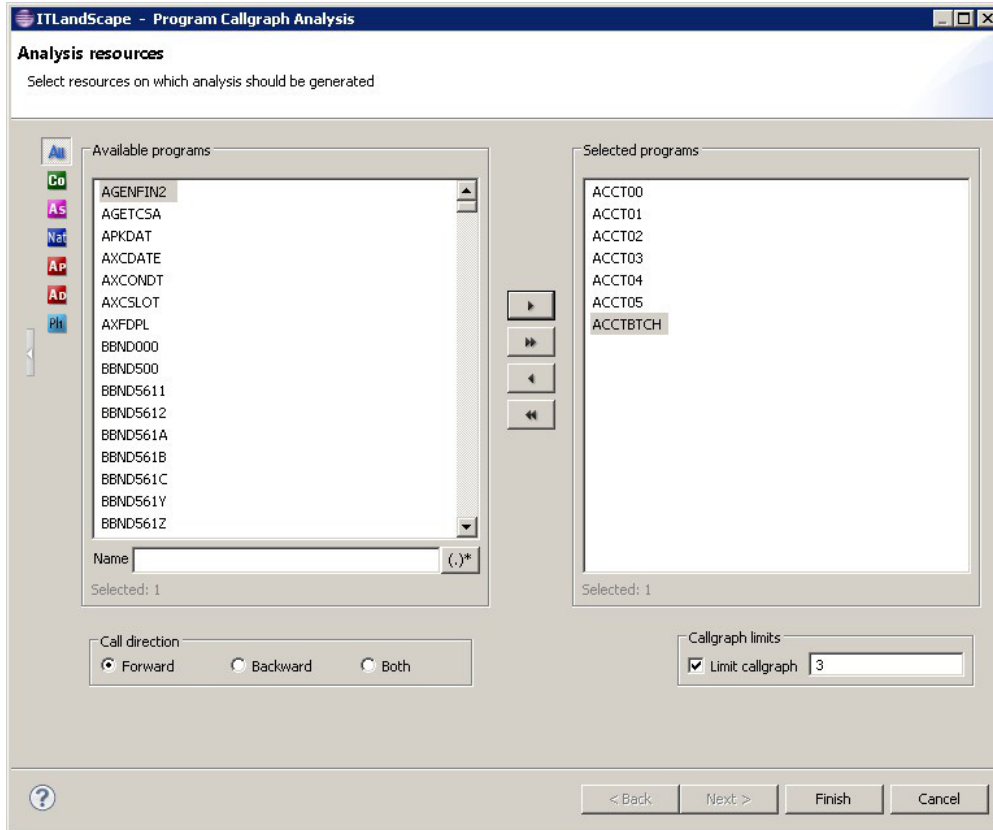 ITLandScape - Program Callgraph Analysis
Analysis resources
Select resources on which analysis should be generated
All
Co
As
Nat
AP
AD
Pl1
Available programs
AGENFIN2
AGETCSA
APKDAT
AXCDATE
AXCONDT
AXCSLOT
AXFDPL
BBND000
BBND500
BBND5611
BBND5612
BBND561A
BBND561B
BBND561C
BBND561Y
BBND561Z
Name
(.)*
Selected: 1
Selected programs
ACCT00
ACCT01
ACCT02
ACCT03
ACCT04
ACCT05
ACCTBTCH
Selected: 1
Call direction
Forward Backward Both
Callgraph limits
Limit callgraph 3
?
< Back Next > Finish Cancel